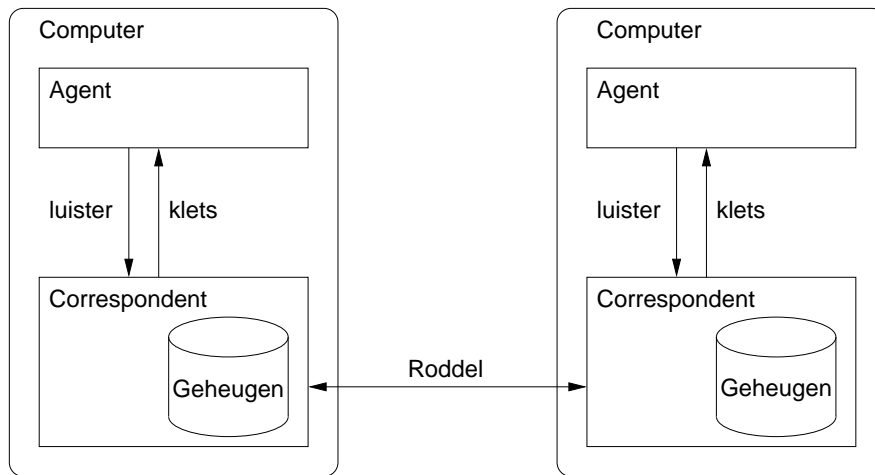 Computer
Agent
luister
klets
Correspondent
Geheugen
Roddel
Computer
Agent
luister
klets
Correspondent
Geheugen